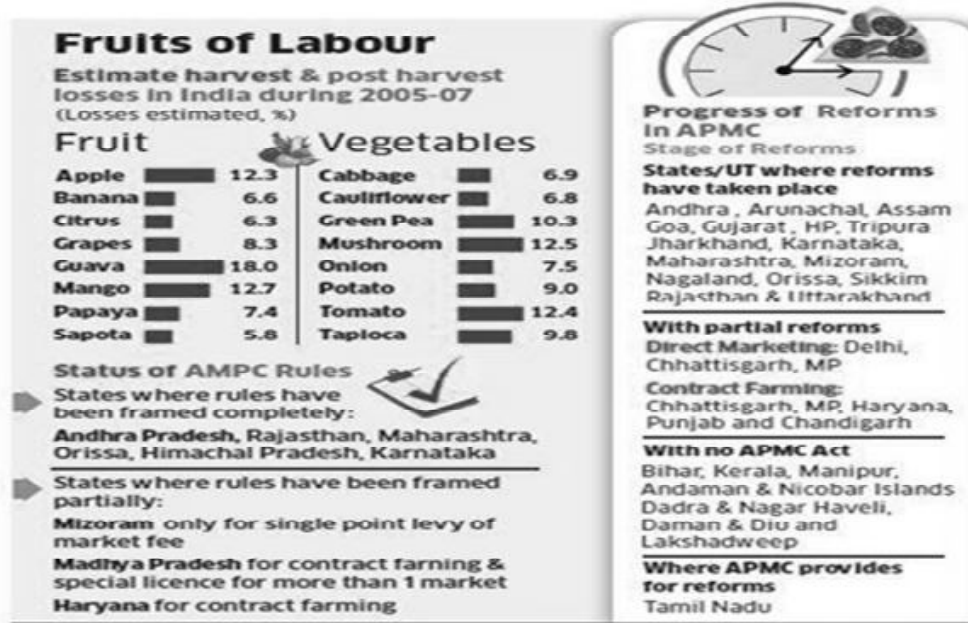 Fruits of Labour
Estimate harvest & post harvest
losses in India during 2005-07
(Losses estimated, %)
Fruit
Apple 12.3
Banana 6.6
Citrus 6.3
Grapes 8.3
Guava 18.0
Mango 12.7
Papaya 7.4
Sapota 5.8
Vegetables
Cabbage 6.9
Cauliflower 6.8
Green Pea 10.3
Mushroom 12.5
Onion 7.5
Potato 9.0
Tomato 12.4
Tapioca 9.8
Status of AMPC Rules
States where rules have
been framed completely:
Andhra Pradesh, Rajasthan, Maharashtra,
Orissa, Himachal Pradesh, Karnataka
States where rules have been framed
partially:
Mizoram only for single point levy of
market fee
Madhya Pradesh for contract farning &
special licence for more than 1 market
Haryana for contract farming
Progress of Reforms
In APMC
Stage of Reforms
States/UT where reforms
have taken place
Andhra, Arunachal, Assam
Goa, Gujarat, HP, Tripura
Jharkhand, Karnataka,
Maharashtra, Mizoram,
Nagaland, Orissa, Sikkim
Rajasthan & Uttarakhand
With partial reforms
Direct Marketing: Delhi,
Chhattisgarh, MP
Contract Farming:
Chhattisgarh, MP, Haryana,
Punjab and Chandigarh
With no APMC Act
Bihar, Kerala, Manipur,
Andaman & Nicobar Islands
Dadra & Nagar Haveli,
Daman & Diu and
Lakshadweep
Where APMC provides
for reforms
Tamil Nadu